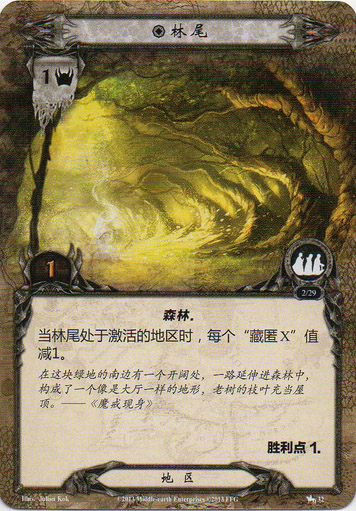 林尾
1
1
2/29
森林.
当林尾处于激活的地区时，每个“藏匿 X”值
减1。
在这块绿地的南边有一个开阔处，一路延伸进森林中，
构成了一个像是大厅一样的地形，老树的枝叶充当屋
顶。——《魔戒现身》
胜利点 1.
地 区
Illus. Julian Kok
©2013 Middle-earth Enterprises ©2013 FFG
32